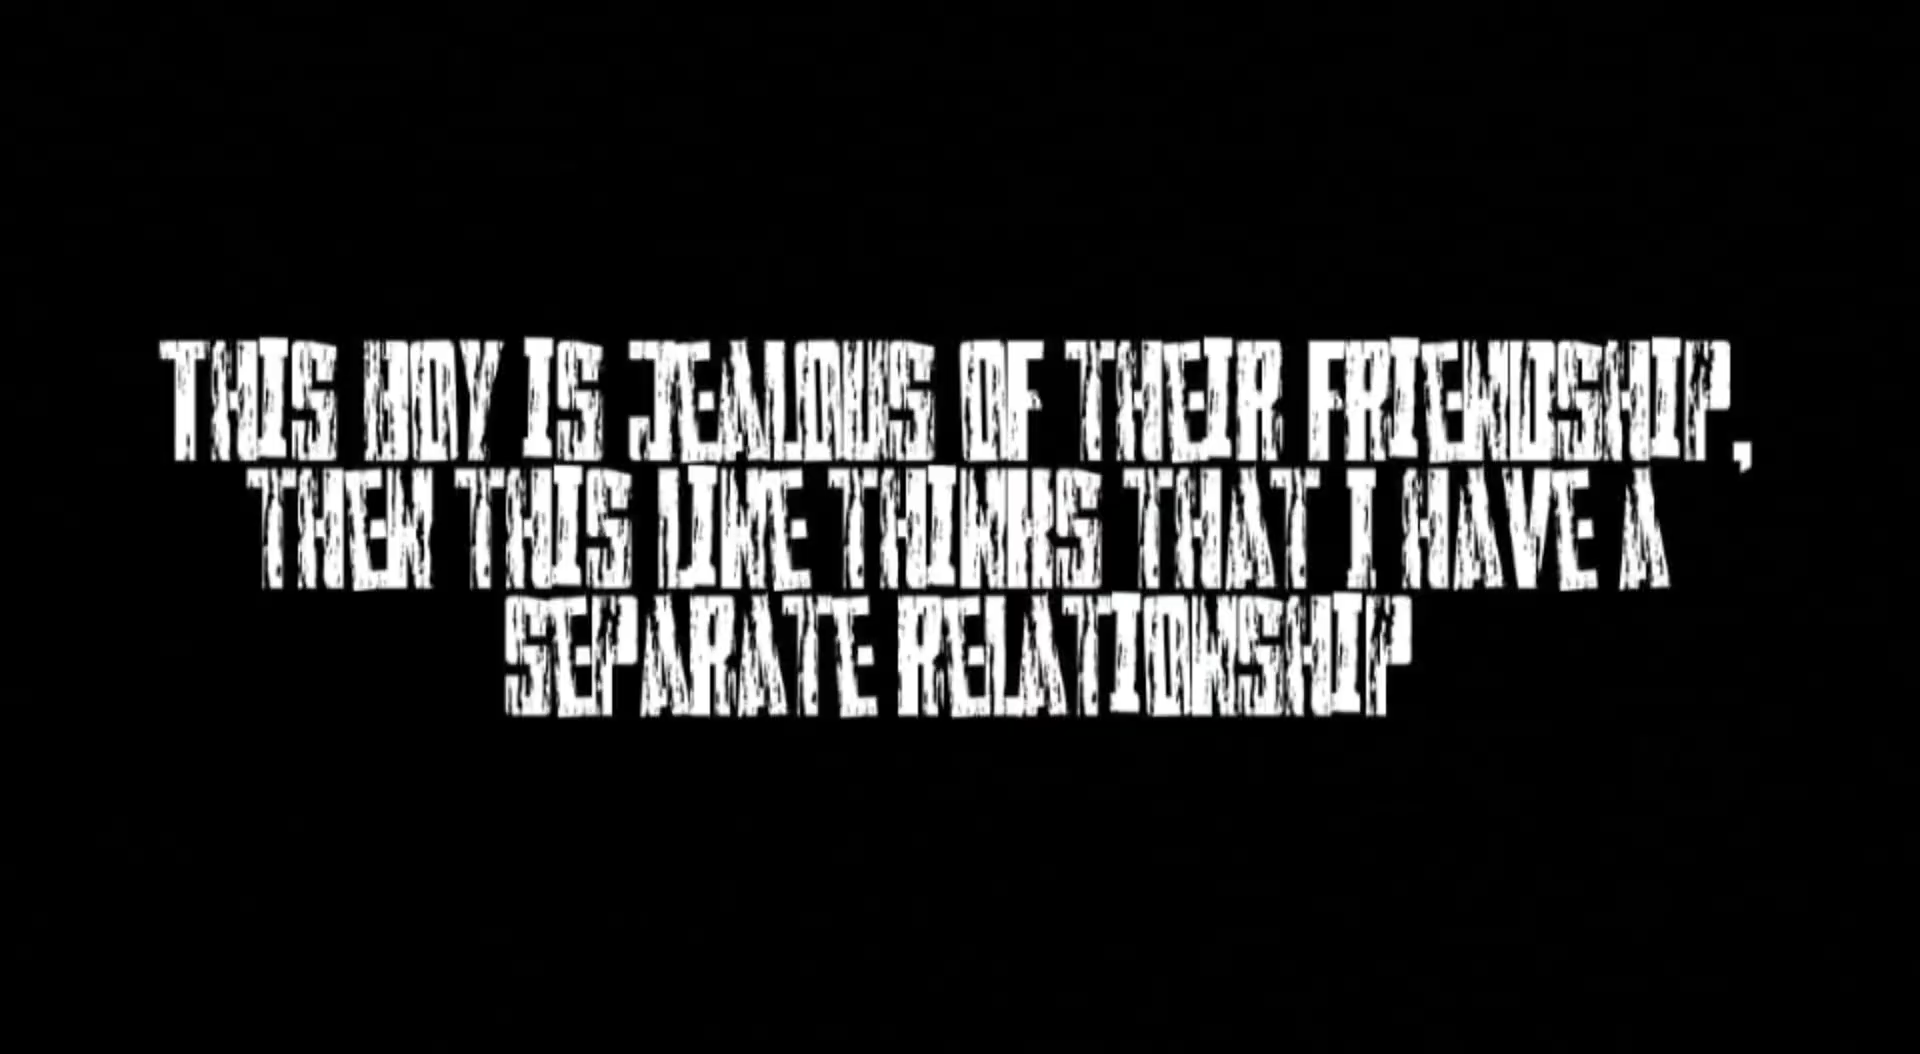 THIS BOY IS JEALOUS OF THEIR FRIENDSHIP,
THEN THIS LIKE THINKS THAT I HAVE A
SEPARATE RELATIONSHIP